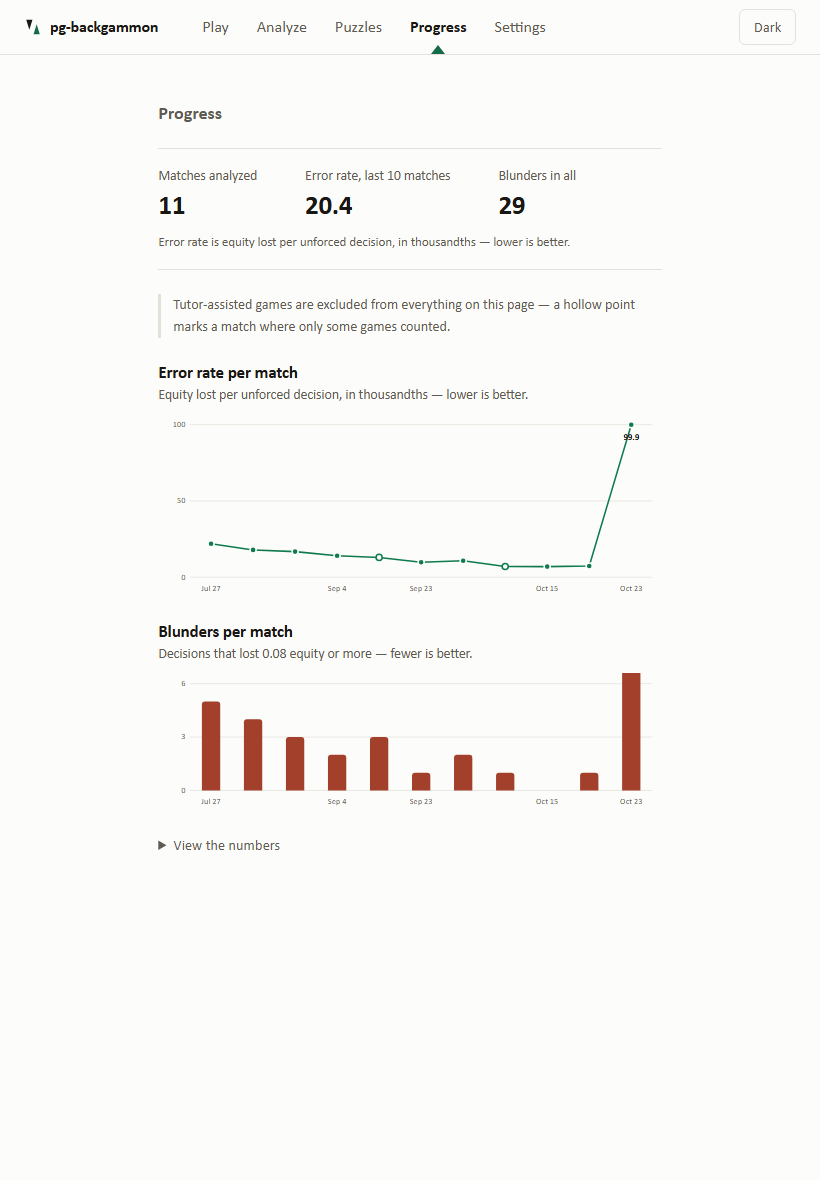 pg-backgammon
Play
Analyze
Puzzles
Progress
Settings
Dark
Progress
Matches analyzed
11
Error rate, last 10 matches
20.4
Blunders in all
29
Error rate is equity lost per unforced decision, in thousandths — lower is better.
Tutor-assisted games are excluded from everything on this page — a hollow point
marks a match where only some games counted.
Error rate per match
Equity lost per unforced decision, in thousandths — lower is better.
100
99.9
50
0
Jul 27
Sep 4
Sep 23
Oct 15
Oct 23
Blunders per match
Decisions that lost 0.08 equity or more — fewer is better.
6
3
0
Jul 27
Sep 4
Sep 23
Oct 15
Oct 23
View the numbers